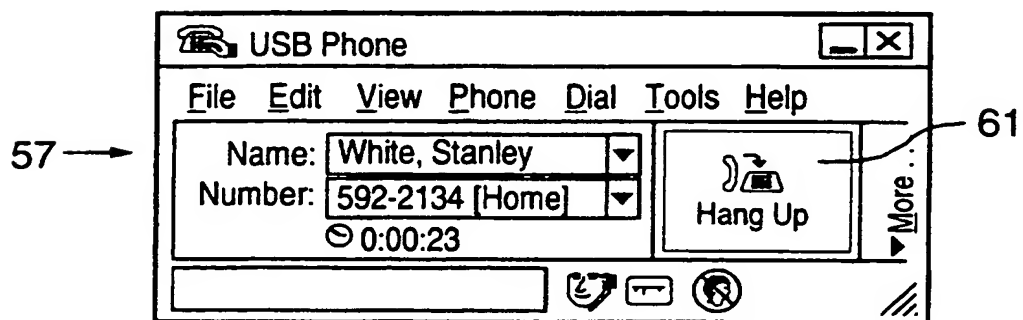 USB Phone
File Edit View Phone Dial Tools Help
57
Name: White, Stanley
Number: 592-2134 [Home]
0:00:23
Hang Up
More...
61